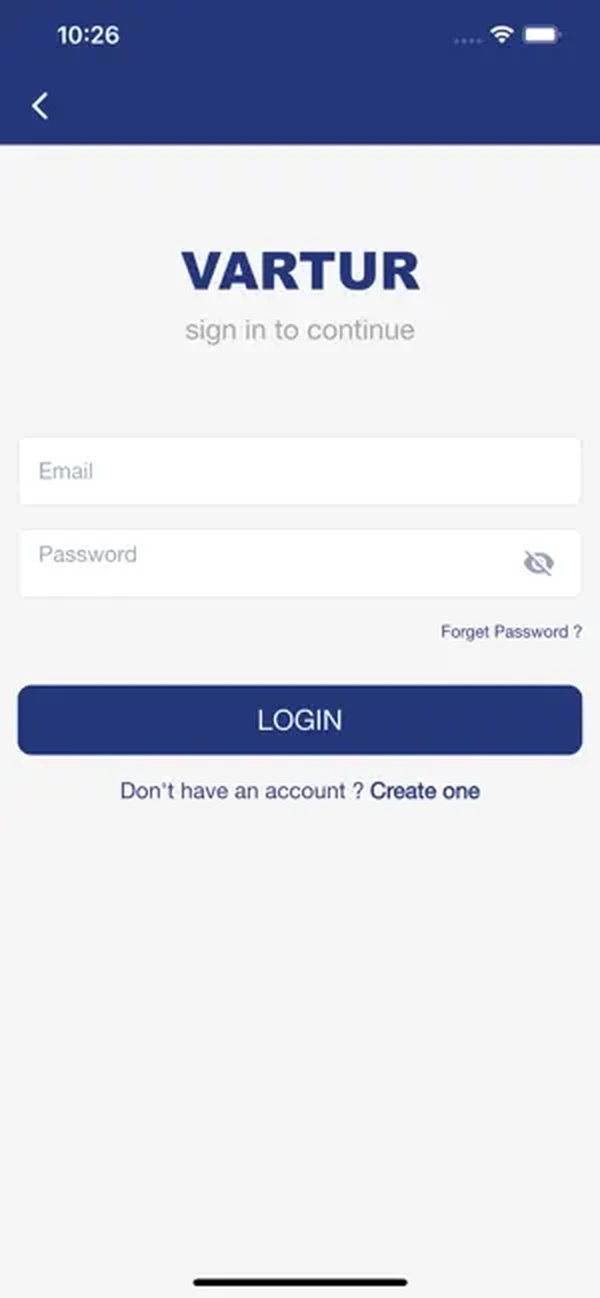 10:26
VARTUR
sign in to continue
Email
Password
Forget Password ?
LOGIN
Don't have an account ? Create one